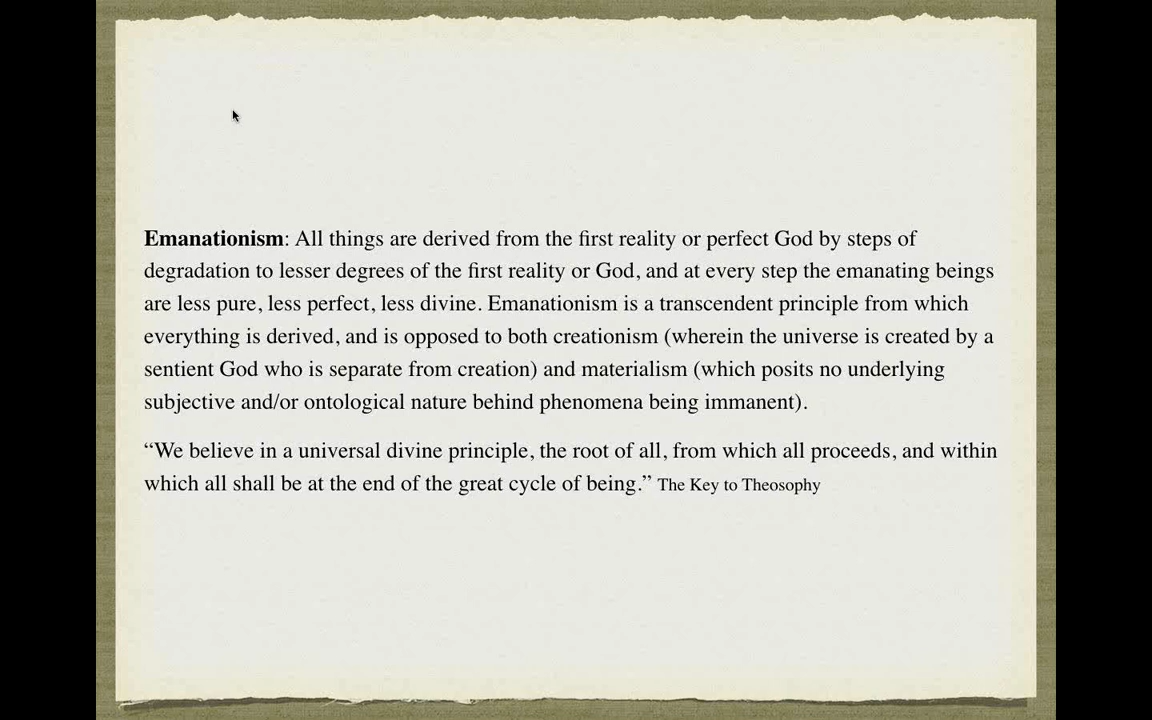 Emanationism: All things are derived from the first reality or perfect God by steps of
degradation to lesser degrees of the first reality or God, and at every step the emanating beings
are less pure, less perfect, less divine. Emanationism is a transcendent principle from which
everything is derived, and is opposed to both creationism (wherein the universe is created by a
sentient God who is separate from creation) and materialism (which posits no underlying
subjective and/or ontological nature behind phenomena being immanent).
“We believe in a universal divine principle, the root of all, from which all proceeds, and within
which all shall be at the end of the great cycle of being.” The Key to Theosophy